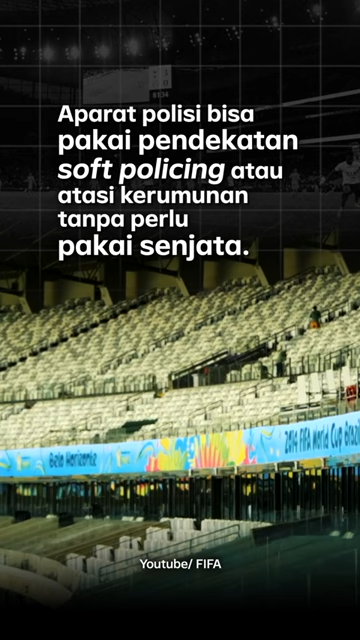 Aparat polisi bisa
pakai pendekatan
soft policing atau
atasi kerumunan
tanpa perlu
pakai senjata.
Belo Horizonte
2014 FIFA World Cup Brazil
Youtube/ FIFA